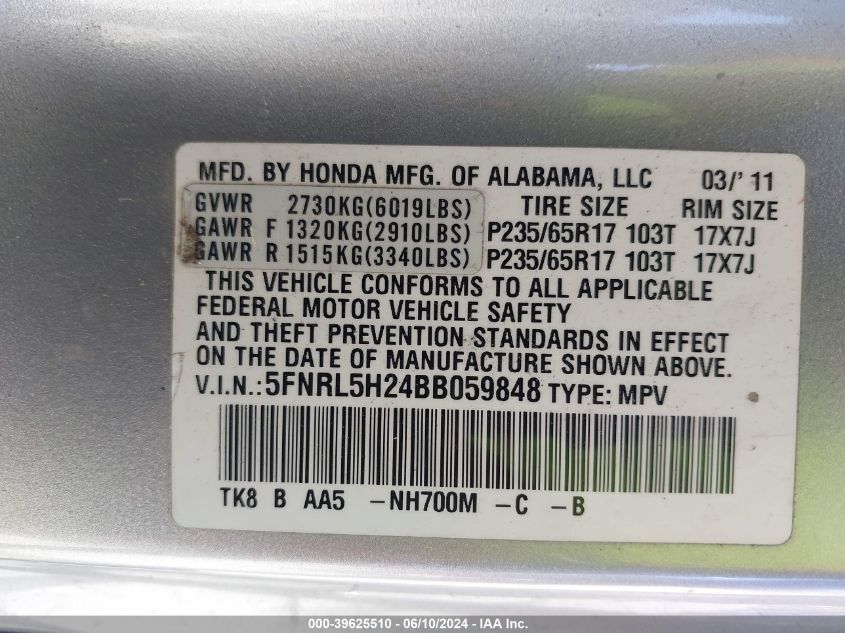 MFD. BY HONDA MFG. OF ALABAMA, LLC 03/'11
GVWR 2730KG(6019LBS) TIRE SIZE RIM SIZE
GAWR F 1320KG(2910LBS) P235/65R17 103T 17X7J
GAWR R 1515KG(3340LBS) P235/65R17 103T 17X7J
THIS VEHICLE CONFORMS TO ALL APPLICABLE
FEDERAL MOTOR VEHICLE SAFETY
AND THEFT PREVENTION STANDARDS IN EFFECT
ON THE DATE OF MANUFACTURE SHOWN ABOVE.
V.I.N.: 5FNRL5H24BB059848 TYPE: MPV
TK8 B AA5 -NH700M -C -B
000-39625510 - 06/10/2024 - IAA Inc.